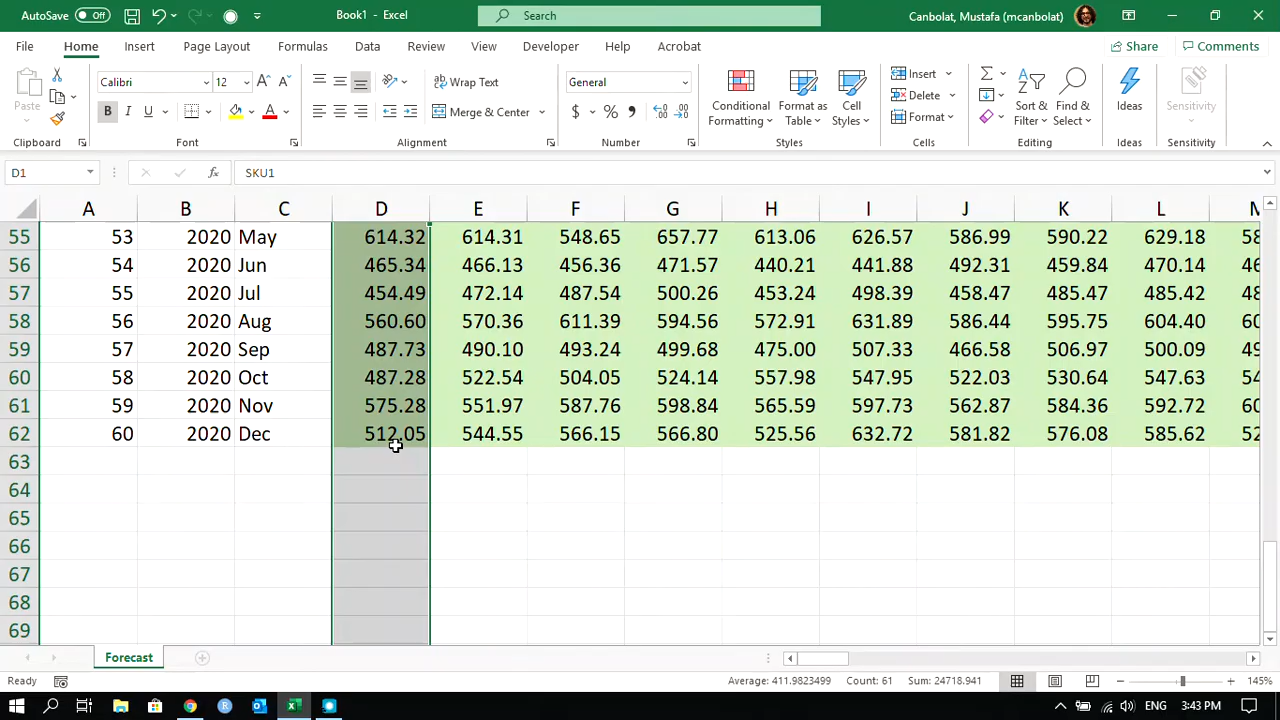 AutoSave Off Book1 - Excel Search Canbolat, Mustafa (mcanbolat)
File Home Insert Page Layout Formulas Data Review View Developer Help Acrobat Share Comments
Paste Calibri 12 A A Wrap Text General Conditional Formatting Format as Table Cell Styles Insert Sort & Filter Find & Select Ideas Sensitivity
B I U Merge & Center $ % Delete
Format
Clipboard Font Alignment Number Styles Cells Editing Ideas Sensitivity
D1 fx SKU1
A B C D E F G H I J K L M
55 53 2020 May 614.32 614.31 548.65 657.77 613.06 626.57 586.99 590.22 629.18 58
56 54 2020 Jun 465.34 466.13 456.36 471.57 440.21 441.88 492.31 459.84 470.14 46
57 55 2020 Jul 454.49 472.14 487.54 500.26 453.24 498.39 458.47 485.47 485.42 48
58 56 2020 Aug 560.60 570.36 611.39 594.56 572.91 631.89 586.44 595.75 604.40 60
59 57 2020 Sep 487.73 490.10 493.24 499.68 475.00 507.33 466.58 506.97 500.09 49
60 58 2020 Oct 487.28 522.54 504.05 524.14 557.98 547.95 522.03 530.64 547.63 54
61 59 2020 Nov 575.28 551.97 587.76 598.84 565.59 597.73 562.87 584.36 592.72 60
62 60 2020 Dec 512.05 544.55 566.15 566.80 525.56 632.72 581.82 576.08 585.62 52
63
64
65
66
67
68
69
Forecast
Ready Average: 411.9823499 Count: 61 Sum: 24718.941 145%
ENG 3:43 PM